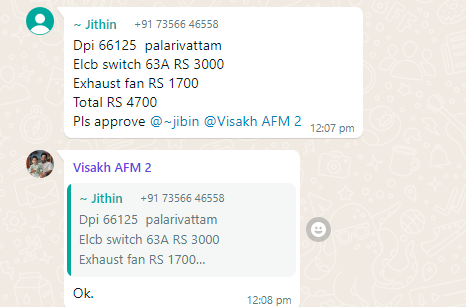 ~ Jithin +91 73566 46558
Dpi 66125 palarivattam
Elcb switch 63A RS 3000
Exhaust fan RS 1700
Total RS 4700
Pls approve @~jibin @Visakh AFM 2 12:07 pm
Visakh AFM 2
~ Jithin +91 73566 46558
Dpi 66125 palarivattam
Elcb switch 63A RS 3000
Exhaust fan RS 1700...
Ok. 12:08 pm